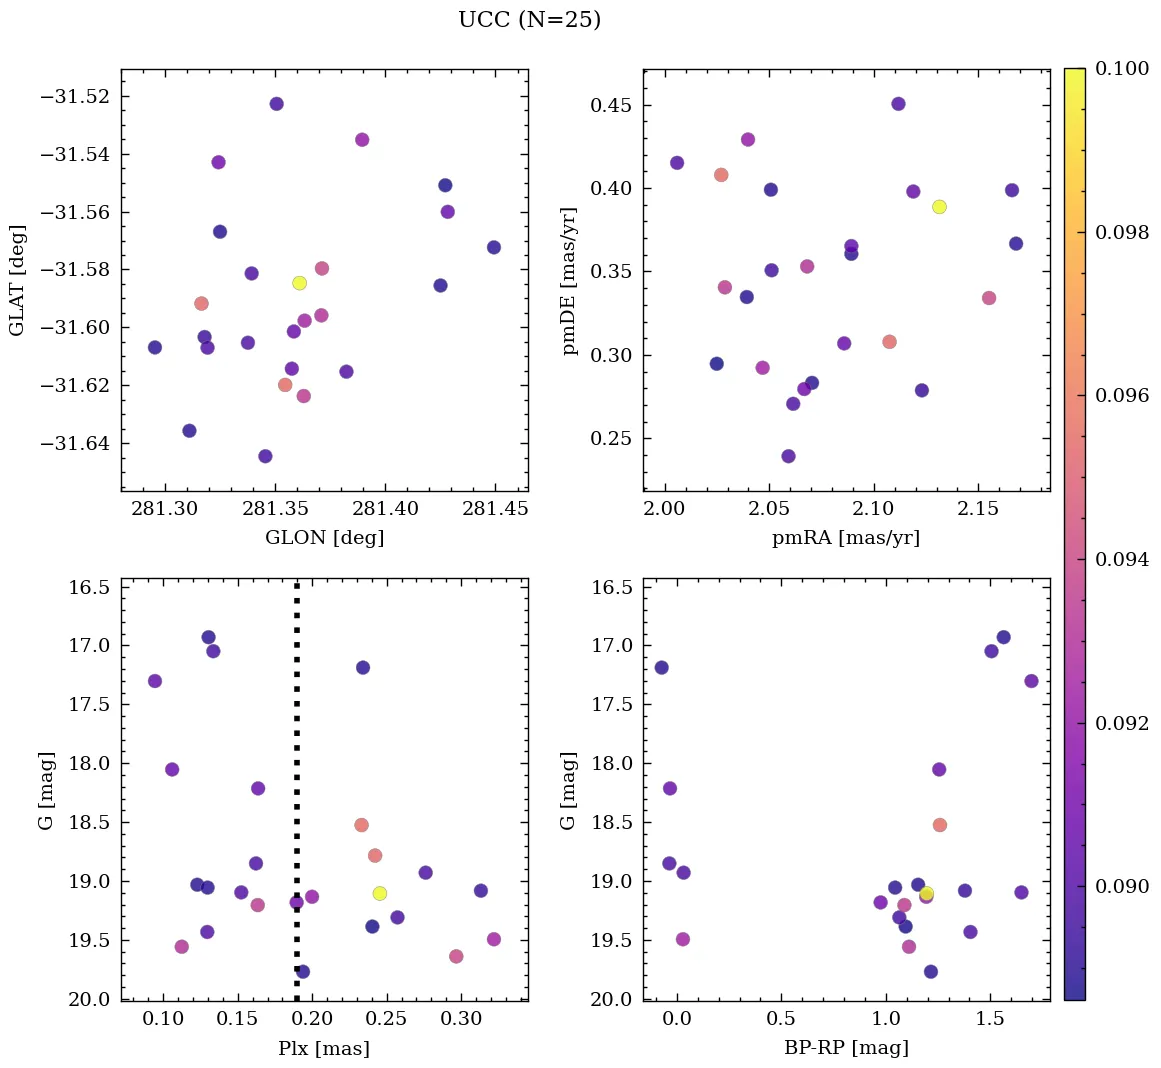 UCC (N=25)
−31.52
−31.54
−31.56
−31.58
−31.60
−31.62
−31.64
GLAT [deg]
281.30 281.35 281.40 281.45
GLON [deg]
0.45
0.40
0.35
0.30
0.25
pmDE [mas/yr]
2.00 2.05 2.10 2.15
pmRA [mas/yr]
0.100
0.098
0.096
0.094
0.092
0.090
16.5
17.0
17.5
18.0
18.5
19.0
19.5
20.0
G [mag]
0.10 0.15 0.20 0.25 0.30
Plx [mas]
16.5
17.0
17.5
18.0
18.5
19.0
19.5
20.0
G [mag]
0.0 0.5 1.0 1.5
BP-RP [mag]